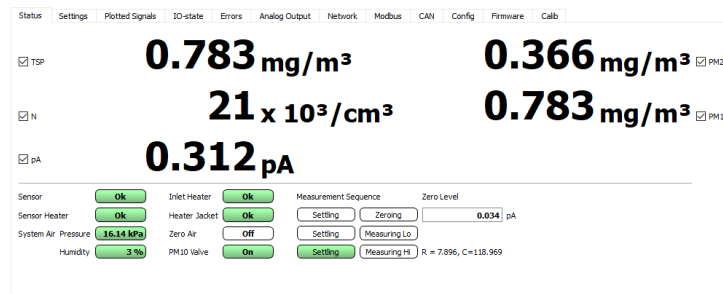 Status Settings Plotted Signals IO-state Errors Analog Output Network Modbus CAN Config Firmware Calib
TSP 0.783 mg/m³ 0.366 mg/m³ PM2
N 21 x 10³/cm³ 0.783 mg/m³ PM1
pA 0.312 pA
Sensor Ok Inlet Heater Ok Measurement Sequence Zero Level
Sensor Heater Ok Heater Jacket Ok Settling Zeroing 0.034 pA
System Air Pressure 16.14 kPa Zero Air Off Settling Measuring Lo
Humidity 3 % PM10 Valve On Settling Measuring Hi R = 7.896, C=118.969